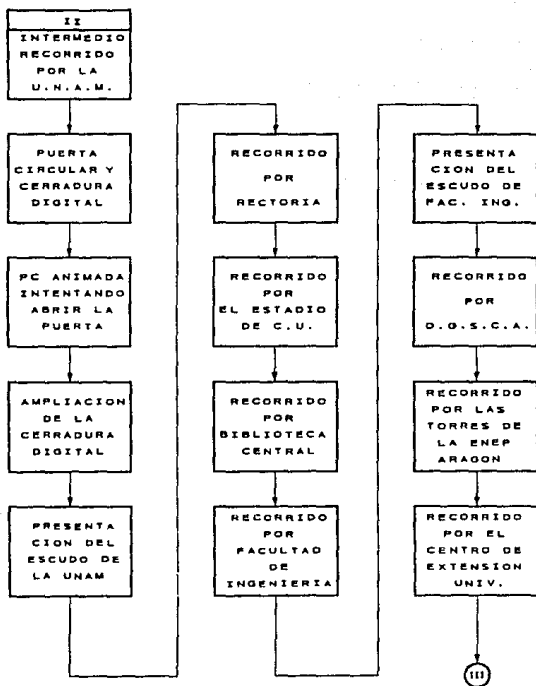 II
INTERMEDIO
RECORRIDO
POR LA
U.N.A.M.
PUERTA
CIRCULAR Y
CERRADURA
DIGITAL
PC ANIMADA
INTENTANDO
ABRIR LA
PUERTA
AMPLIACION
DE LA
CERRADURA
DIGITAL
PRESENTA
CION DEL
ESCUDO DE
LA UNAM
RECORRIDO
POR
RECTORIA
RECORRIDO
POR
EL ESTADIO
DE C.U.
RECORRIDO
POR
BIBLIOTECA
CENTRAL
RECORRIDO
POR
FACULTAD
DE
INGENIERIA
PRESENTA
CION DEL
ESCUDO DE
FAC. ING.
RECORRIDO
POR
D.G.S.C.A.
RECORRIDO
POR LAS
TORRES DE
LA ENEP
ARAGON
RECORRIDO
POR EL
CENTRO DE
EXTENSION
UNIV.
III